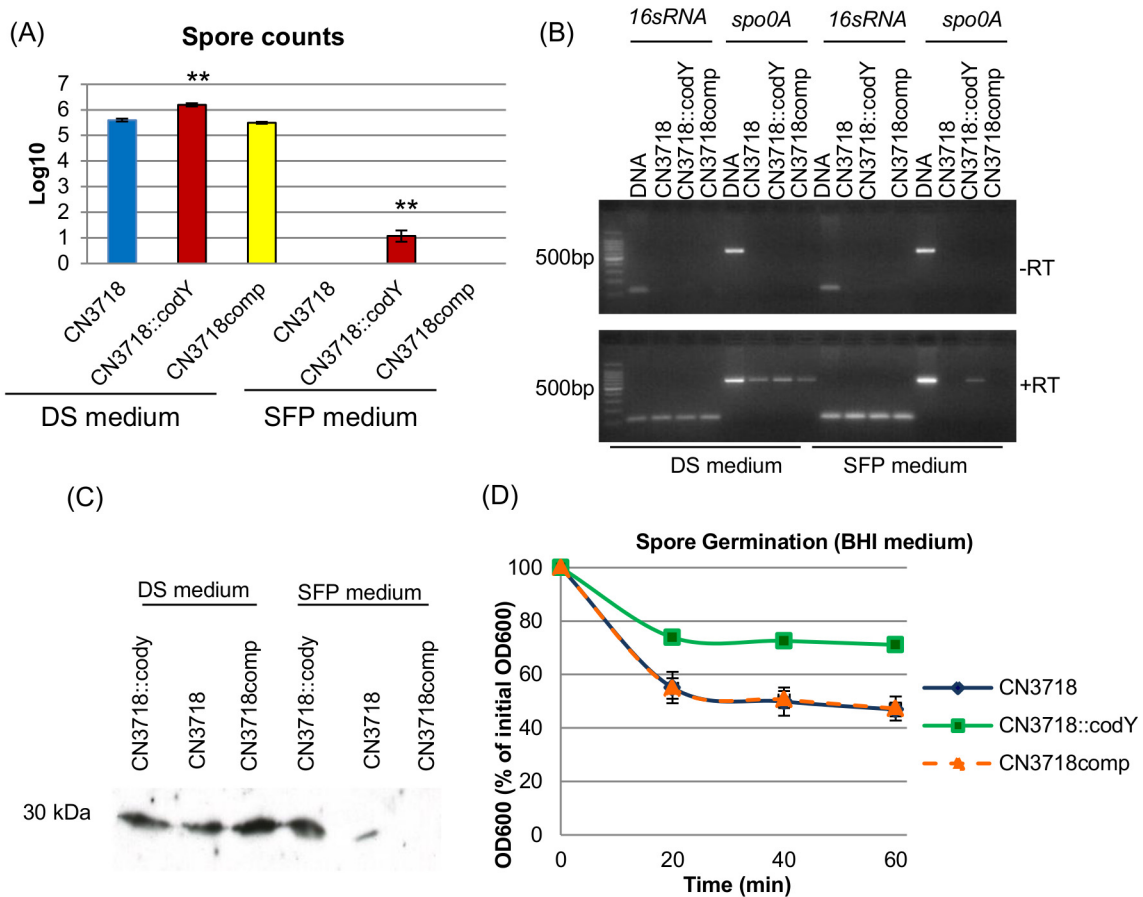 (A)
Spore counts
Log10
7
6
5
4
3
2
1
0
**
**
CN3718
CN3718::codY
CN3718comp
CN3718
CN3718::codY
CN3718comp
DS medium
SFP medium
(B)
16sRNA
spo0A
16sRNA
spo0A
DNA
CN3718
CN3718::codY
CN3718comp
DNA
CN3718
CN3718::codY
CN3718comp
DNA
CN3718
CN3718::codY
CN3718comp
DNA
CN3718
CN3718::codY
CN3718comp
500bp
-RT
500bp
+RT
DS medium
SFP medium
(C)
DS medium
SFP medium
CN3718::cody
CN3718
CN3718comp
CN3718::cody
CN3718
CN3718comp
30 kDa
(D)
Spore Germination (BHI medium)
OD600 (% of initial OD600)
100
80
60
40
20
0
0
20
40
60
Time (min)
CN3718
CN3718::codY
CN3718comp